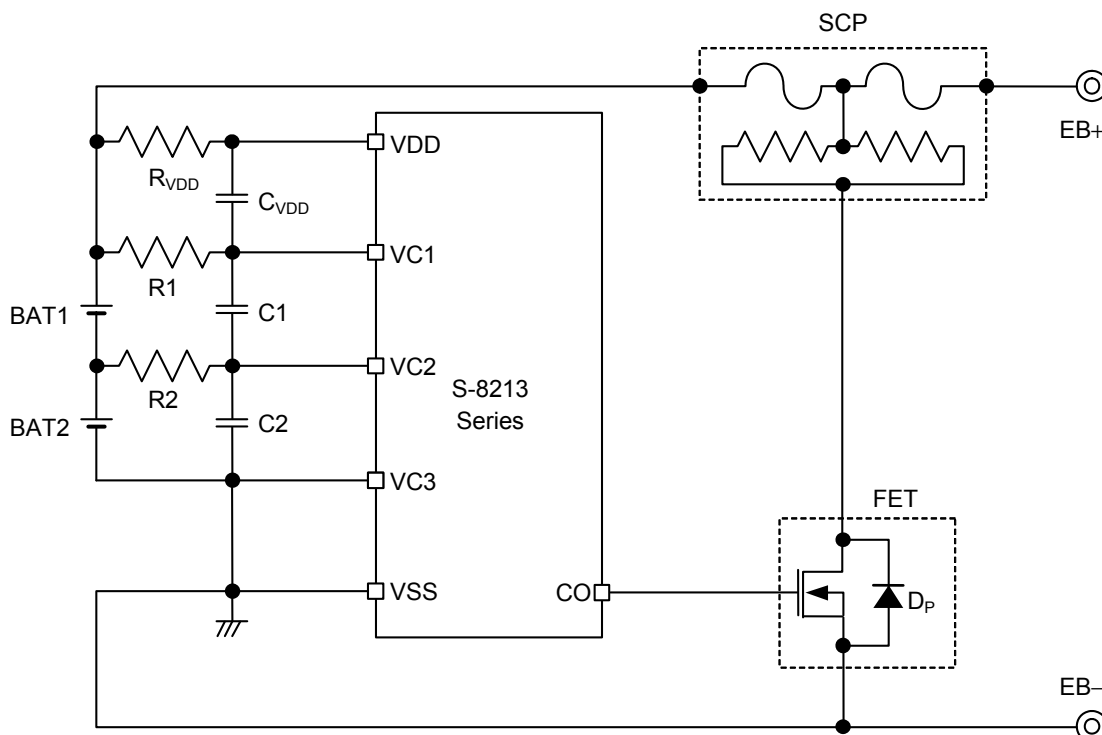 SCP
EB+
VDD
RVDD
CVDD
VC1
R1
C1
BAT1
VC2
R2
S-8213
Series
C2
BAT2
VC3
FET
VSS
CO
DP
EB−